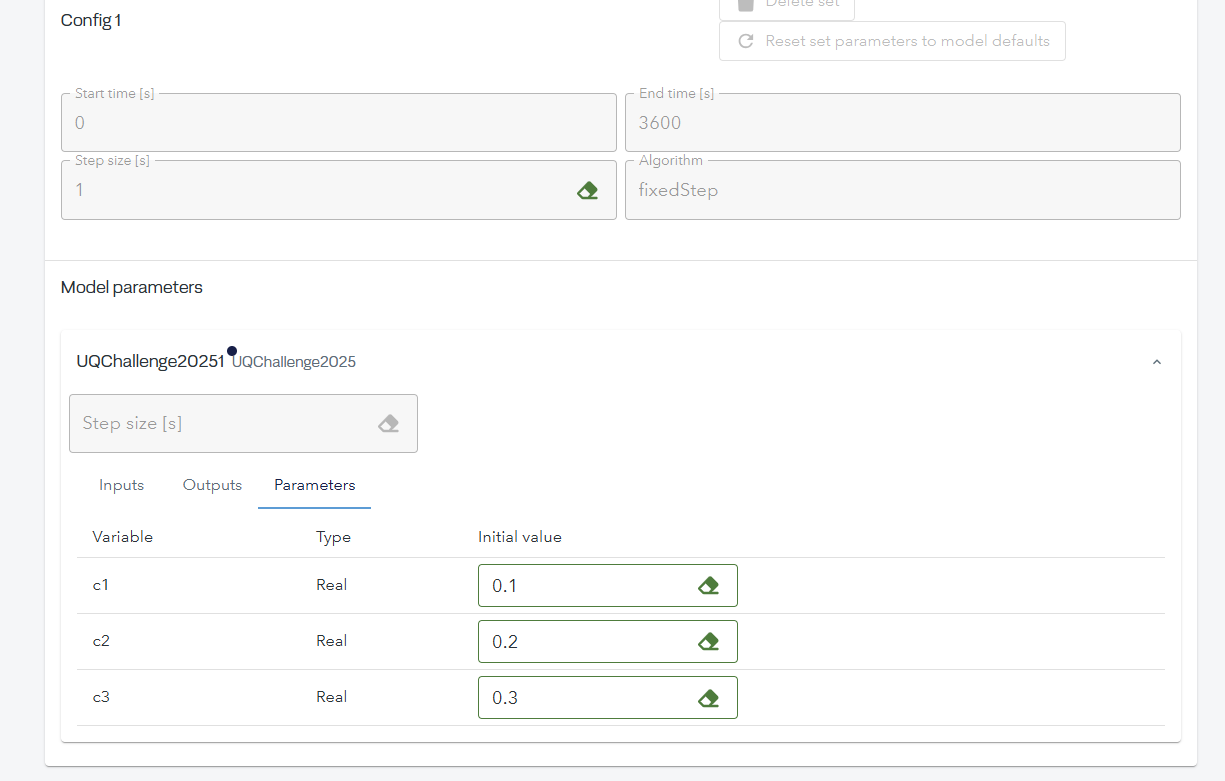 Delete set
Config 1
Reset set parameters to model defaults
Start time [s]
0
End time [s]
3600
Step size [s]
1
Algorithm
fixedStep
Model parameters
UQChallenge20251 UQChallenge2025
Step size [s]
Inputs Outputs Parameters
Variable Type Initial value
c1 Real 0.1
c2 Real 0.2
c3 Real 0.3